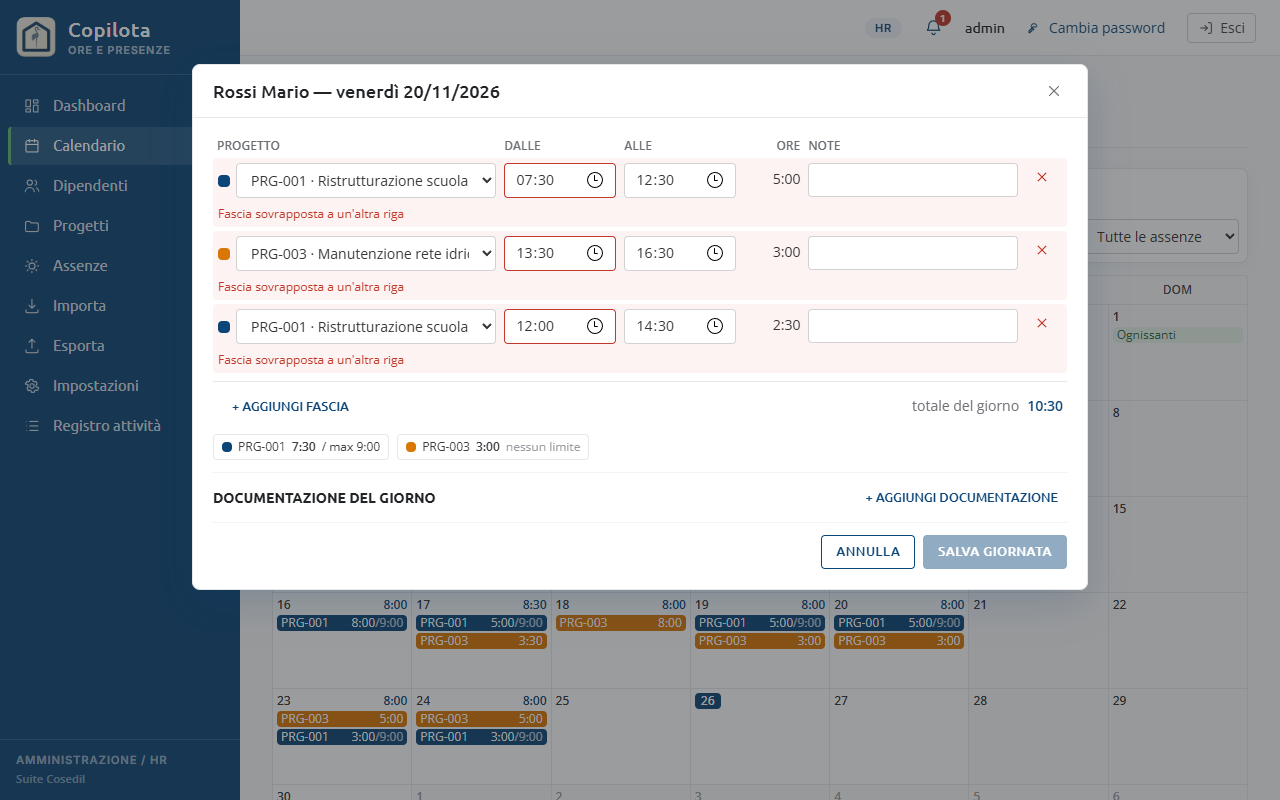 Copilota
ORE E PRESENZE
HR
1
admin
Cambia password
Esci
Dashboard
Calendario
Dipendenti
Progetti
Assenze
Importa
Esporta
Impostazioni
Registro attività
AMMINISTRAZIONE / HR
Suite Cosedil
Rossi Mario — venerdì 20/11/2026
PROGETTO DALLE ALLE ORE NOTE
PRG-001 · Ristrutturazione scuola 07:30 12:30 5:00
Fascia sovrapposta a un'altra riga
PRG-003 · Manutenzione rete idri 13:30 16:30 3:00
Fascia sovrapposta a un'altra riga
PRG-001 · Ristrutturazione scuola 12:00 14:30 2:30
Fascia sovrapposta a un'altra riga
+ AGGIUNGI FASCIA totale del giorno 10:30
PRG-001 7:30 / max 9:00 PRG-003 3:00 nessun limite
DOCUMENTAZIONE DEL GIORNO + AGGIUNGI DOCUMENTAZIONE
ANNULLA SALVA GIORNATA
Tutte le assenze
DOM
1
Ognissanti
8
15
16 8:00 17 8:30 18 8:00 19 8:00 20 8:00 21 22
PRG-001 8:00/9:00 PRG-001 5:00/9:00 PRG-003 8:00 PRG-001 5:00/9:00 PRG-001 5:00/9:00
PRG-003 3:30 PRG-003 3:00 PRG-003 3:00
23 8:00 24 8:00 25 26 27 28 29
PRG-003 5:00 PRG-003 5:00
PRG-001 3:00/9:00 PRG-001 3:00/9:00
30 1 2 3 4 5 6